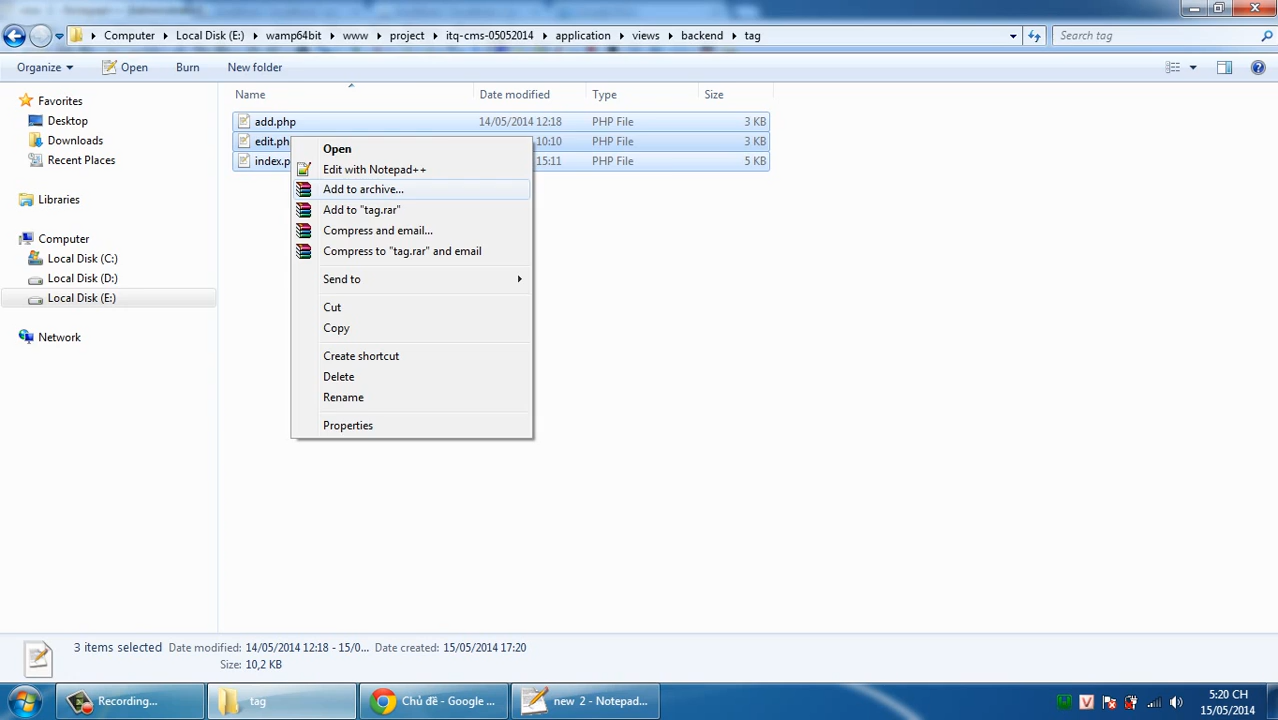 Computer Local Disk (E:) wamp64bit www project itq-cms-05052014 application views backend tag Search tag
Organize Open Burn New folder
Name Date modified Type Size
Favorites
Desktop
Downloads
Recent Places
Libraries
Computer
Local Disk (C:)
Local Disk (D:)
Local Disk (E:)
Network
add.php 14/05/2014 12:18 PHP File 3 KB
edit.ph 10:10 PHP File 3 KB
index.p 15:11 PHP File 5 KB
Open
Edit with Notepad++
Add to archive...
Add to "tag.rar"
Compress and email...
Compress to "tag.rar" and email
Send to
Cut
Copy
Create shortcut
Delete
Rename
Properties
3 items selected Date modified: 14/05/2014 12:18 - 15/0... Date created: 15/05/2014 17:20
Size: 10,2 KB
Recording... tag Chủ đề - Google ... new 2 - Notepad... 5:20 CH
15/05/2014